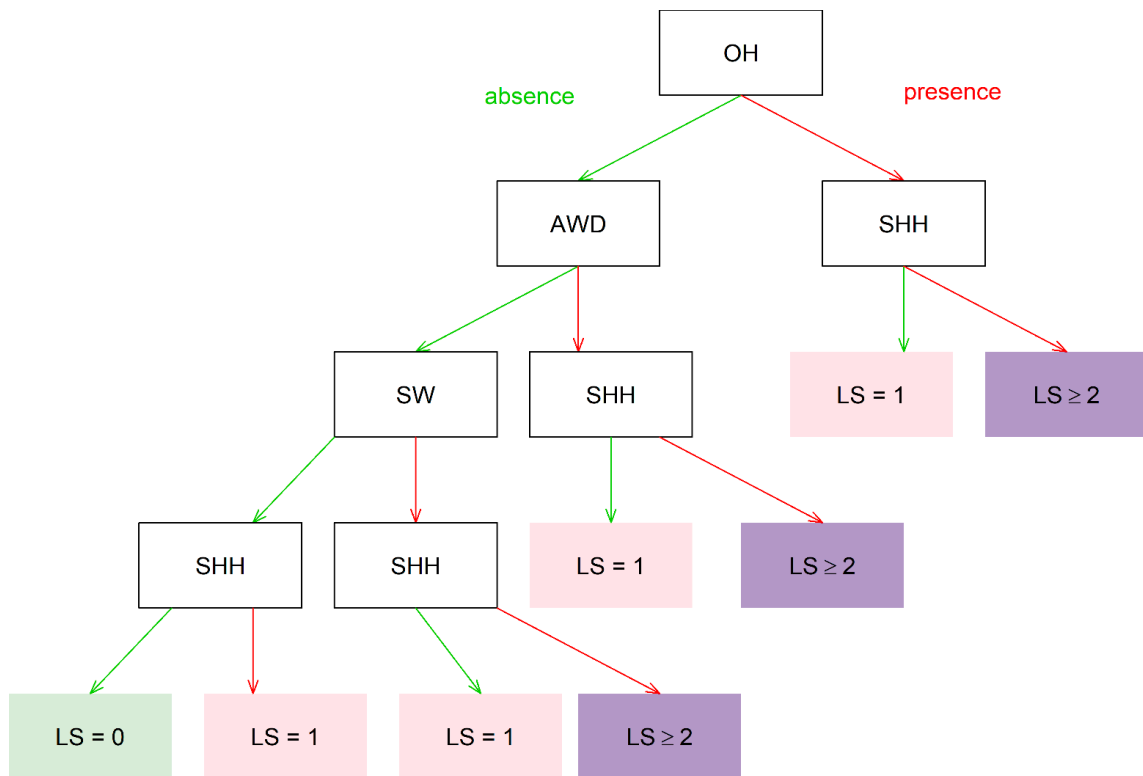 OH
absence
presence
AWD
SHH
SW
SHH
LS = 1
LS ≥ 2
SHH
SHH
LS = 1
LS ≥ 2
LS = 0
LS = 1
LS = 1
LS ≥ 2